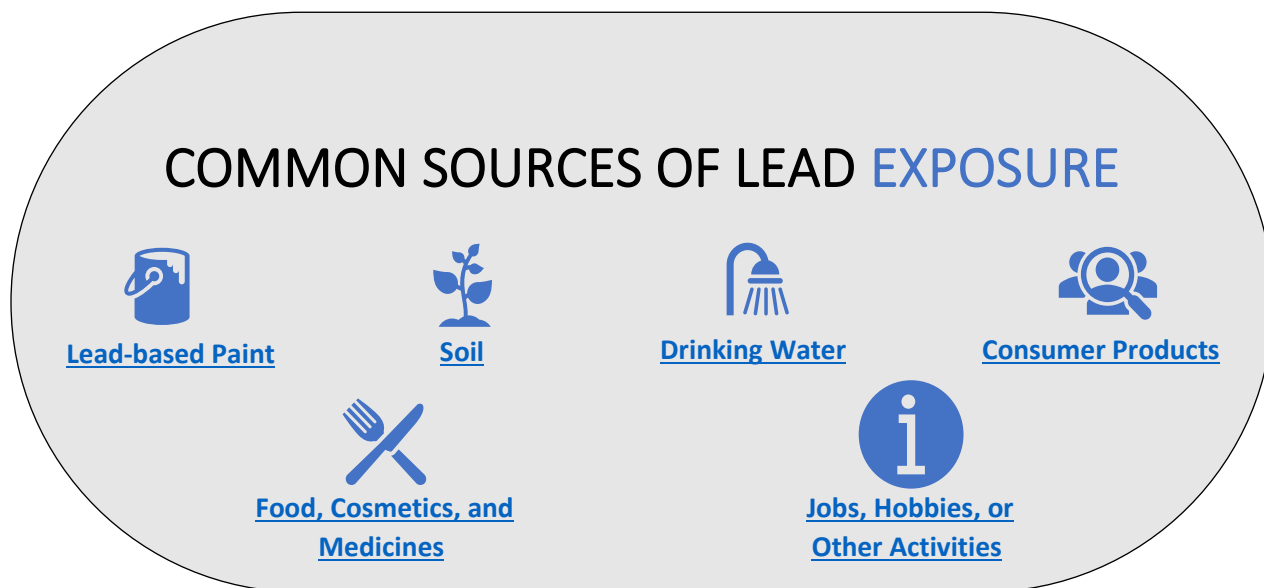 COMMON SOURCES OF LEAD EXPOSURE
Lead-based Paint
Soil
Drinking Water
Consumer Products
Food, Cosmetics, and
Medicines
Jobs, Hobbies, or
Other Activities